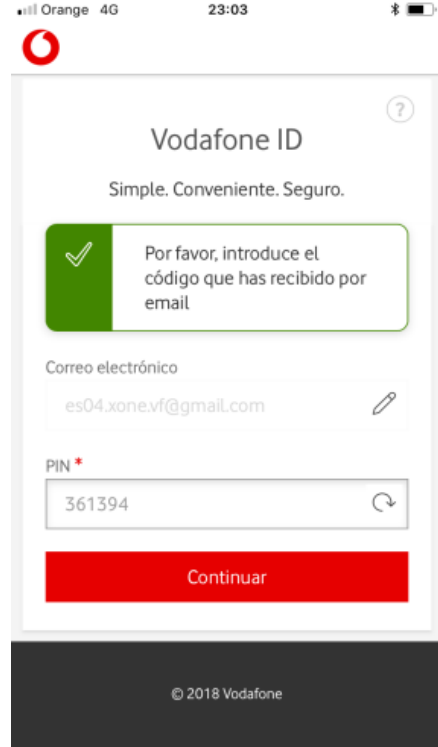 Orange 4G 23:03
?
Vodafone ID
Simple. Conveniente. Seguro.
Por favor, introduce el
código que has recibido por
email
Correo electrónico
es04.xone.vf@gmail.com
PIN *
361394
Continuar
© 2018 Vodafone